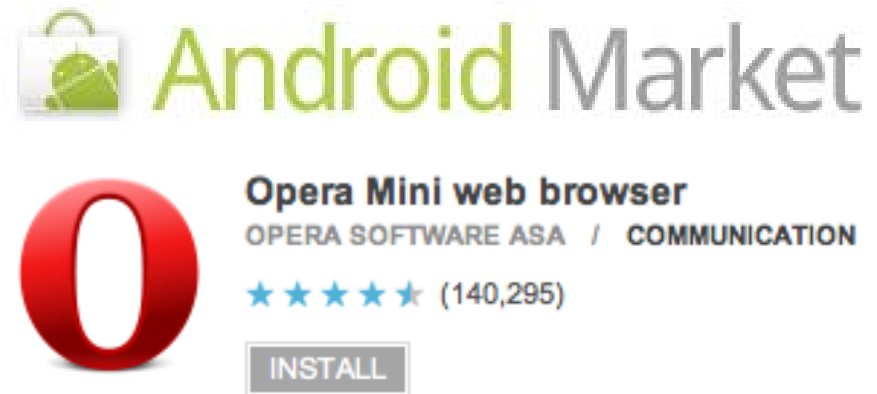 Android Market
Opera Mini web browser
OPERA SOFTWARE ASA / COMMUNICATION
(140,295)
INSTALL